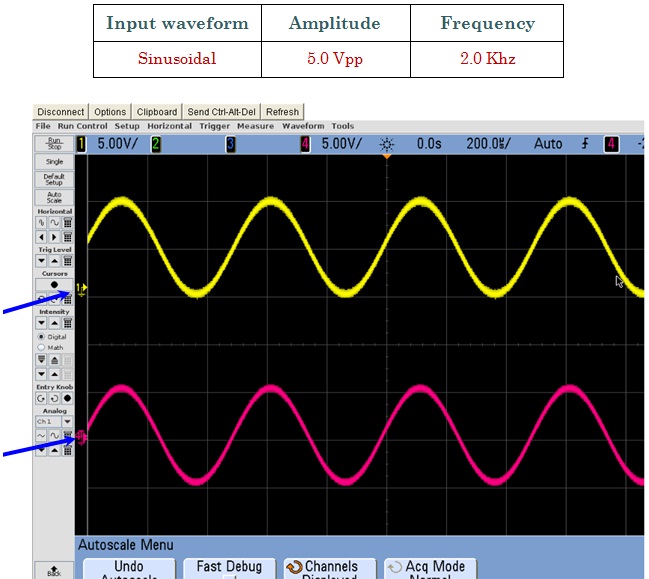 Input waveform Amplitude Frequency
Sinusoidal 5.0 Vpp 2.0 Khz
Disconnect Options Clipboard Send Ctrl-Alt-Del Refresh
File Run Control Setup Horizontal Trigger Measure Waveform Tools
Run
Stop
1 5.00V/ 2 3 4 5.00V/ 0.0s 200.0µ/ Auto 4
Single
Default
Setup
Auto
Scale
Horizontal
Trig Level
Cursors
1
Intensity
Digital
Math
Entry Knob
Analog
Ch 1
Autoscale Menu
Undo Fast Debug Channels Acq Mode
Autoscale Displayed Normal
Back